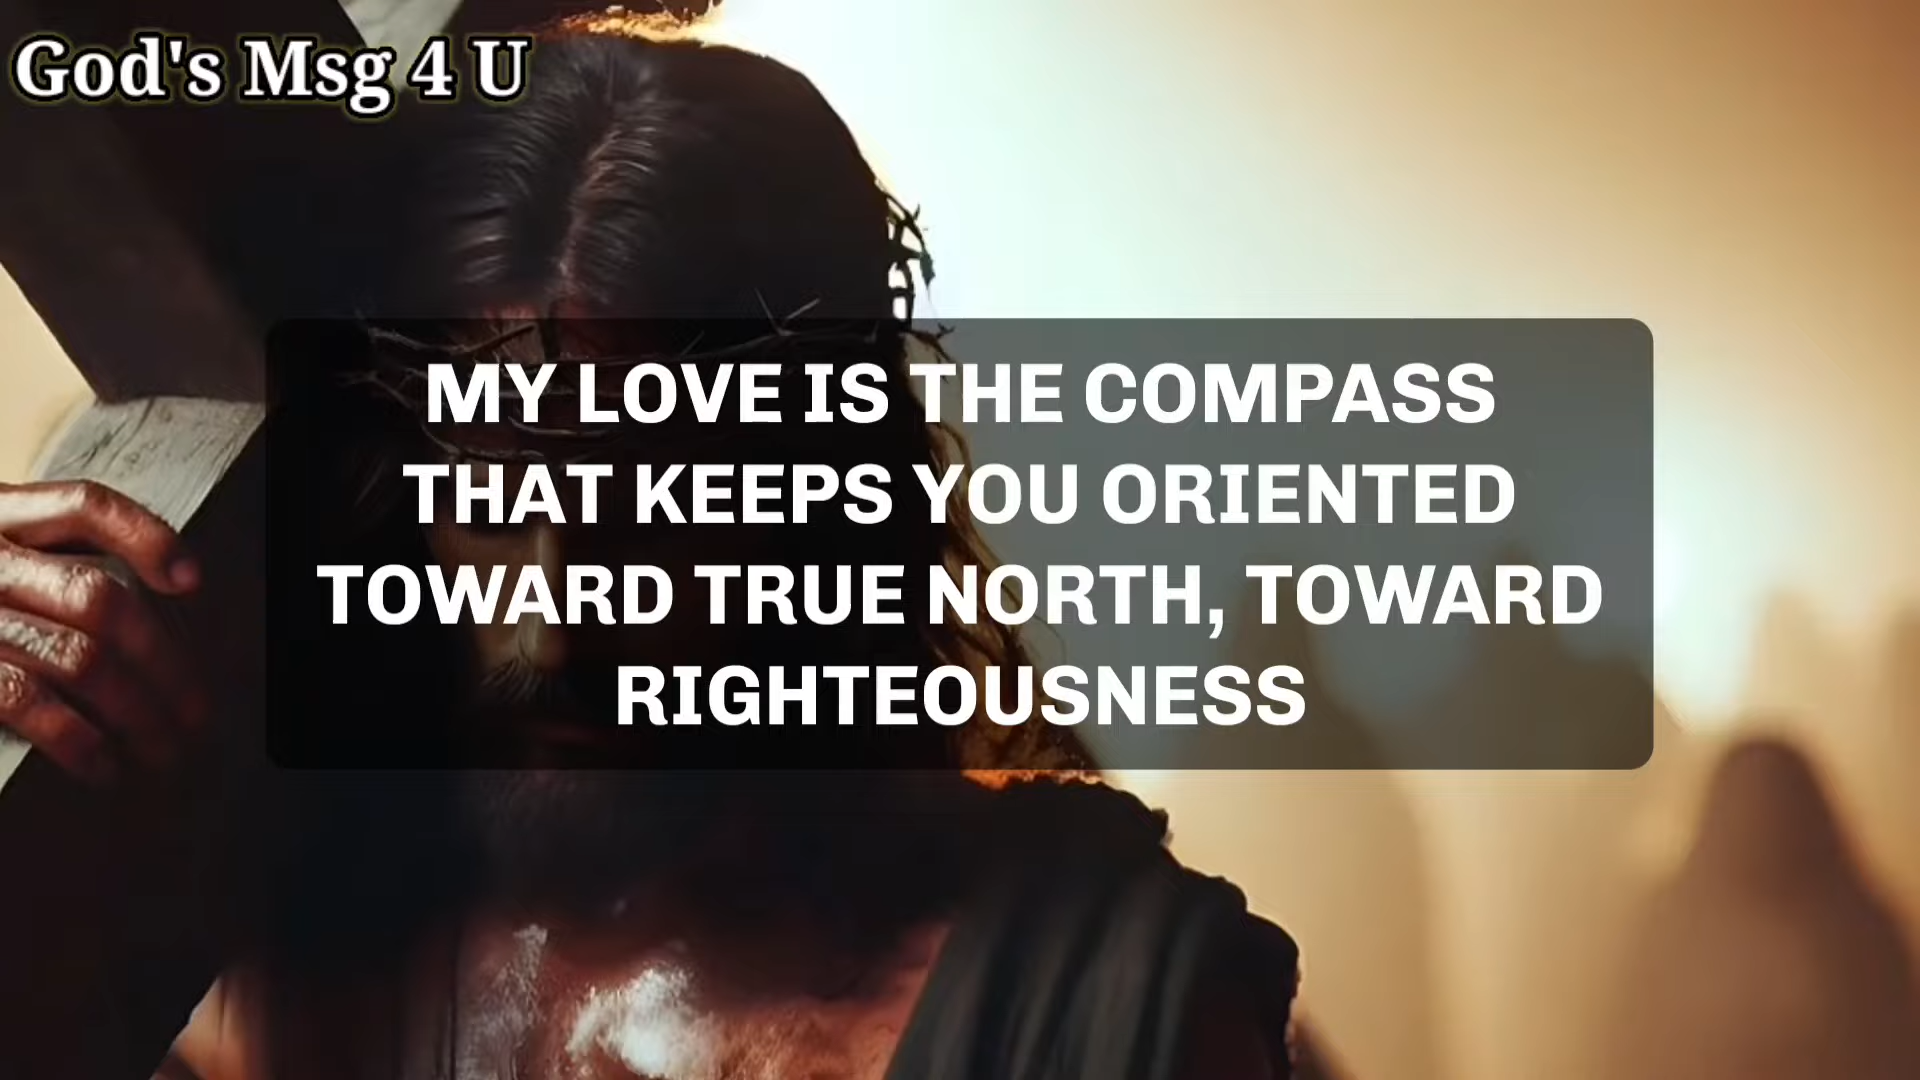 God's Msg 4 U
MY LOVE IS THE COMPASS
THAT KEEPS YOU ORIENTED
TOWARD TRUE NORTH, TOWARD
RIGHTEOUSNESS